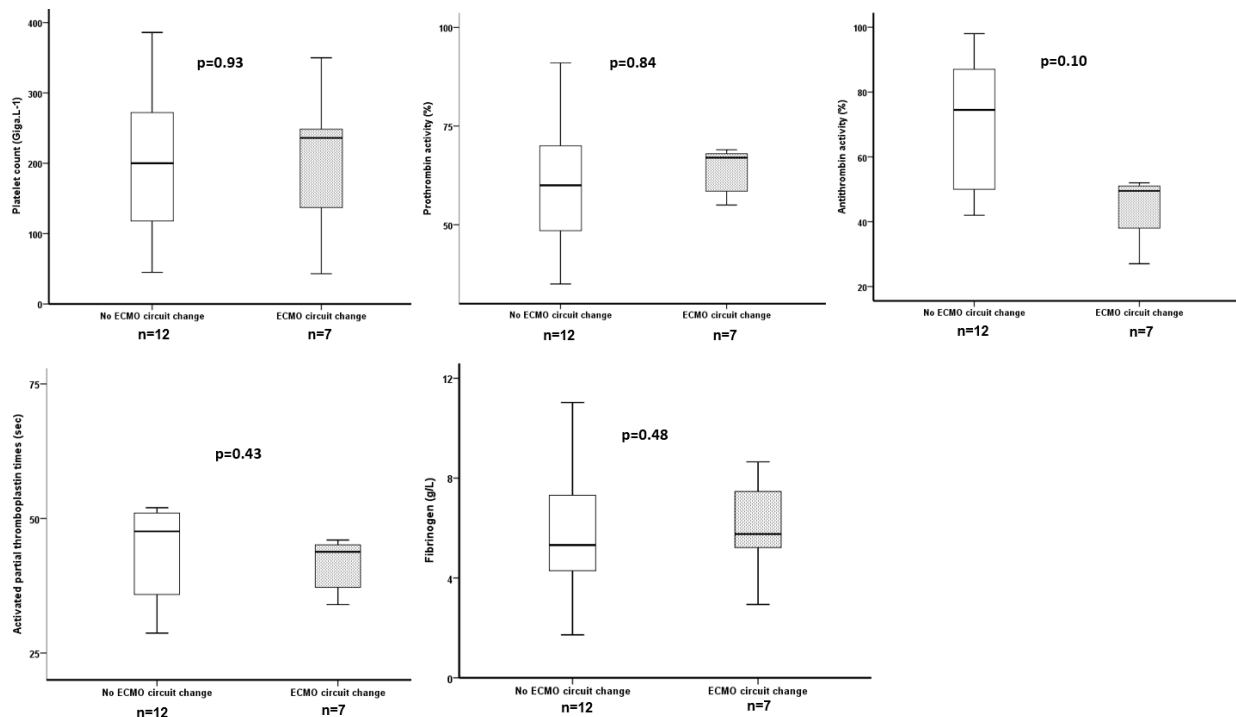 Platelet count (Giga.L-1)
400
300
200
100
0
p=0.93
No ECMO circuit change
ECMO circuit change
n=12
n=7
Prothrombin activity (%)
100
75
50
p=0.84
No ECMO circuit change
ECMO circuit change
n=12
n=7
Antithrombin activity (%)
100
80
60
40
20
p=0.10
No ECMO circuit change
ECMO circuit change
n=12
n=7
Activated partial thromboplastin times (sec)
75
50
25
p=0.43
No ECMO circuit change
ECMO circuit change
n=12
n=7
Fibrinogen (g/L)
12
8
4
0
p=0.48
No ECMO circuit change
ECMO circuit change
n=12
n=7